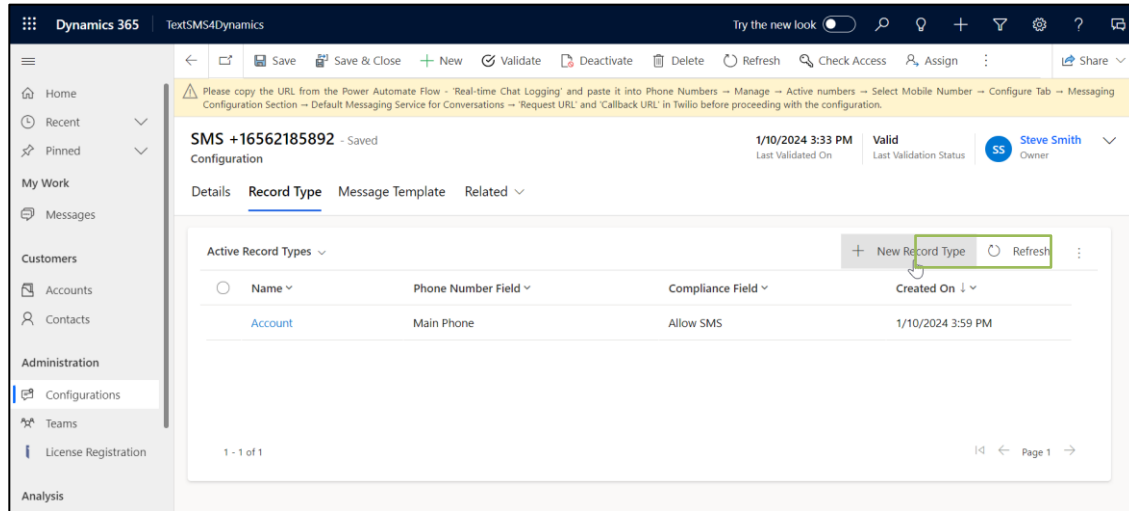 Dynamics 365 TextSMS4Dynamics Try the new look
Save Save & Close New Validate Deactivate Delete Refresh Check Access Assign Share
Please copy the URL from the Power Automate Flow - 'Real-time Chat Logging' and paste it into Phone Numbers → Manage → Active numbers → Select Mobile Number → Configure Tab → Messaging
Configuration Section → Default Messaging Service for Conversations → 'Request URL' and 'Callback URL' in Twilio before proceeding with the configuration.
Home
Recent
Pinned
My Work
Messages
Customers
Accounts
Contacts
Administration
Configurations
Teams
License Registration
Analysis
SMS +16562185892 - Saved
Configuration
1/10/2024 3:33 PM
Last Validated On
Valid
Last Validation Status
SS
Steve Smith
Owner
Details Record Type Message Template Related
Active Record Types
New Record Type Refresh
Name Phone Number Field Compliance Field Created On ↓
Account Main Phone Allow SMS 1/10/2024 3:59 PM
1 - 1 of 1
Page 1